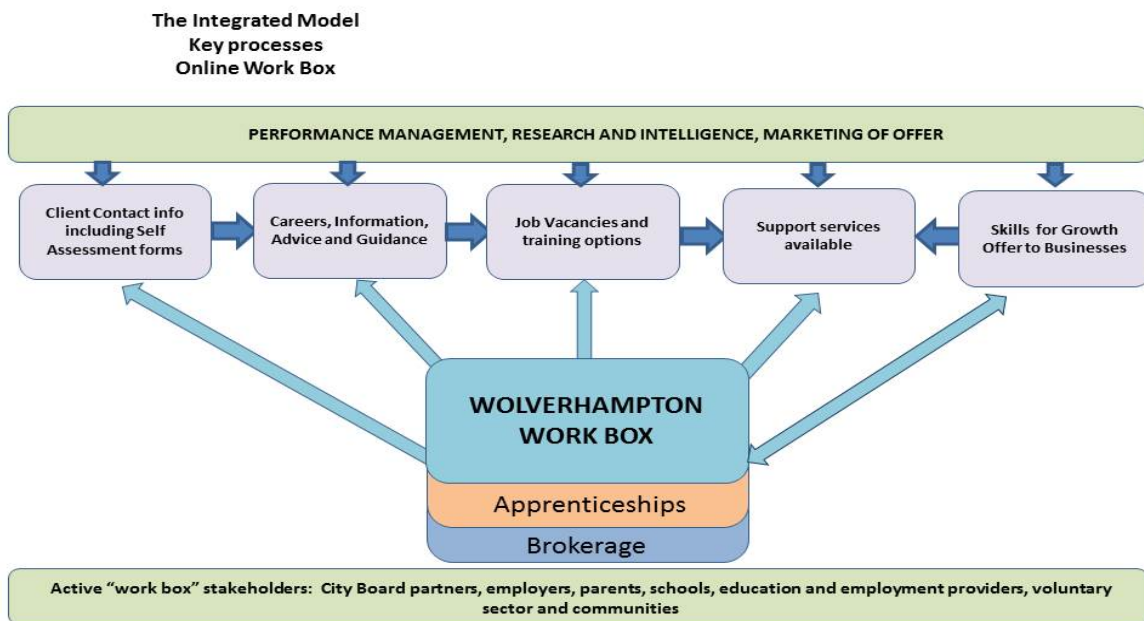 The Integrated Model
Key processes
Online Work Box
PERFORMANCE MANAGEMENT, RESEARCH AND INTELLIGENCE, MARKETING OF OFFER
Client Contact info
including Self
Assessment forms
Careers, Information,
Advice and Guidance
Job Vacancies and
training options
Support services
available
Skills for Growth
Offer to Businesses
WOLVERHAMPTON
WORK BOX
Apprenticeships
Brokerage
Active “work box” stakeholders: City Board partners, employers, parents, schools, education and employment providers, voluntary
sector and communities